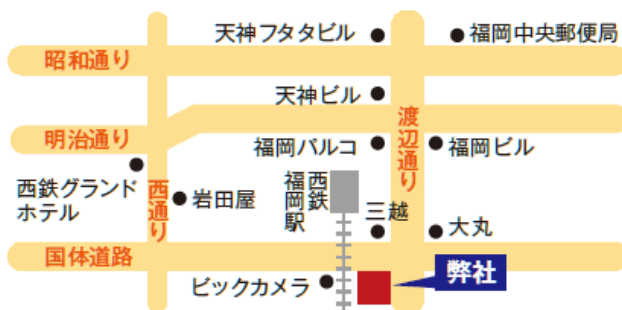 天神フタタビル
福岡中央郵便局
昭和通り
天神ビル
明治通り
渡辺通り
福岡パルコ
福岡ビル
西鉄グランド
ホテル
西通り
岩田屋
西鉄
福岡駅
三越
大丸
国体道路
ビックカメラ
弊社